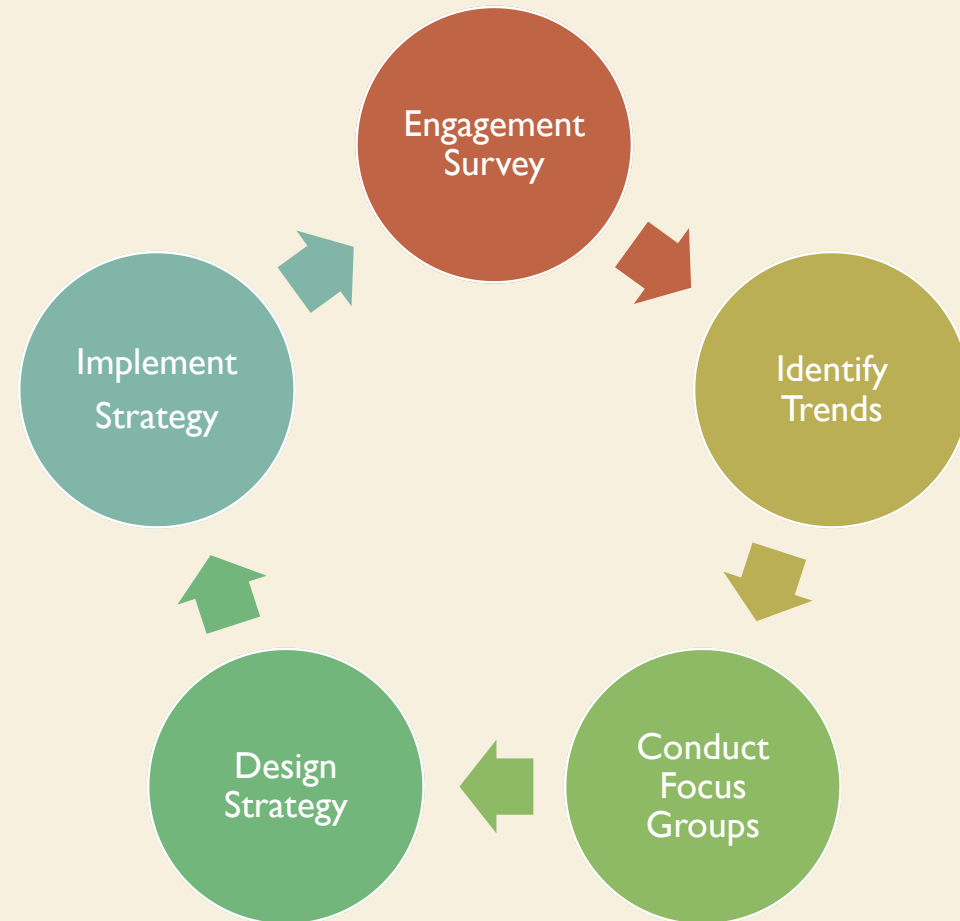 Engagement
Survey
Identify
Trends
Conduct
Focus
Groups
Design
Strategy
Implement
Strategy